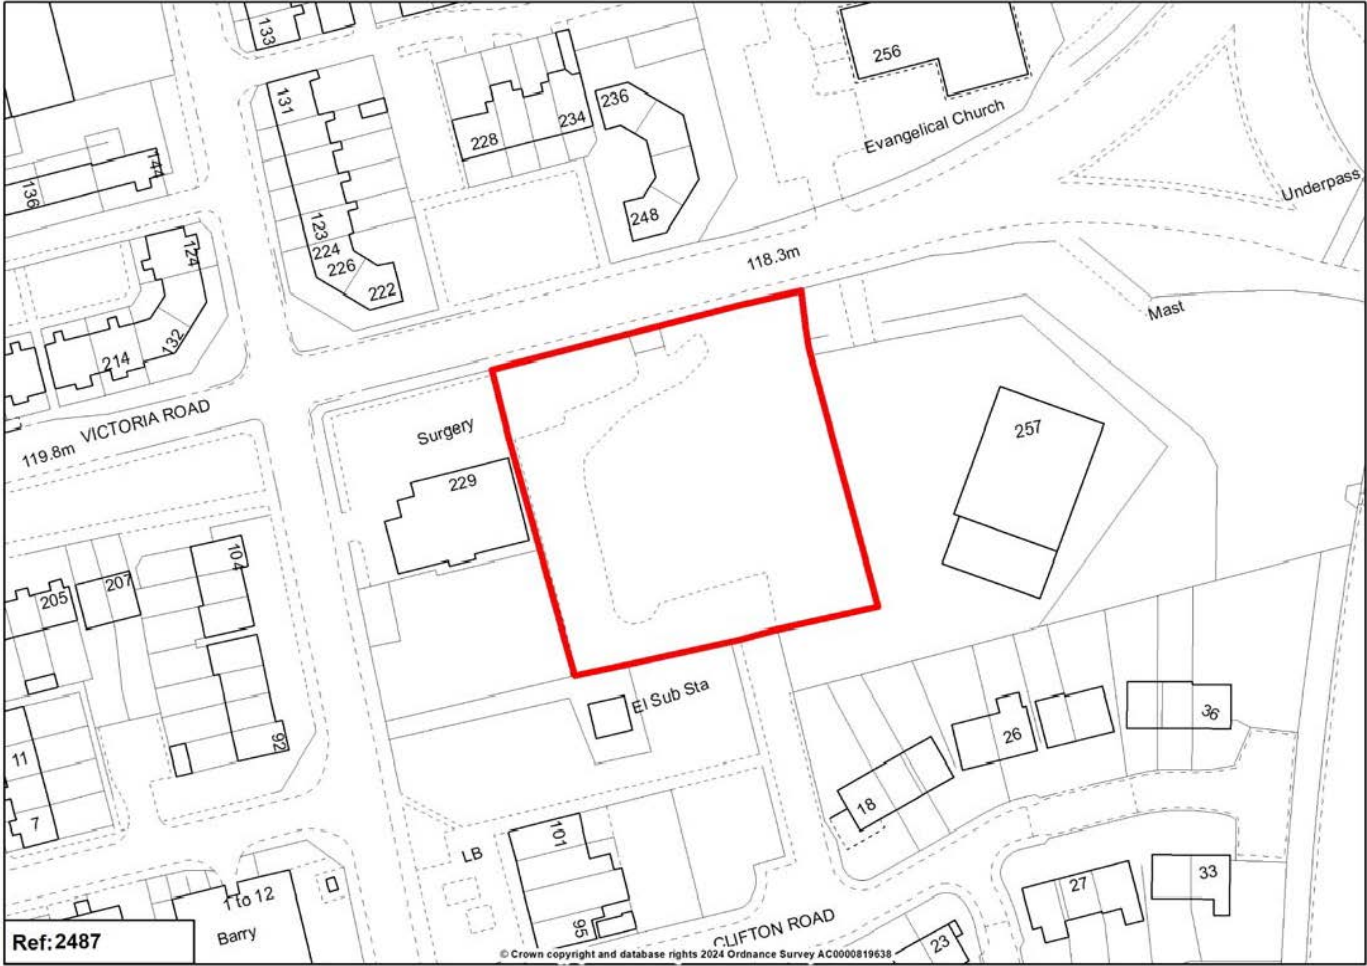 133
256
131
236
234
228
Evangelical Church
144
136
Underpass
123
248
224
226
124
118.3m
222
Mast
132
214
VICTORIA ROAD
119.8m
Surgery
257
229
104
207
205
El Sub Sta
36
26
92
11
18
7
101
LB
33
27
1 to 12
95
CLIFTON ROAD
Barry
23
Ref:2487
© Crown copyright and database rights 2024 Ordnance Survey AC0000819638